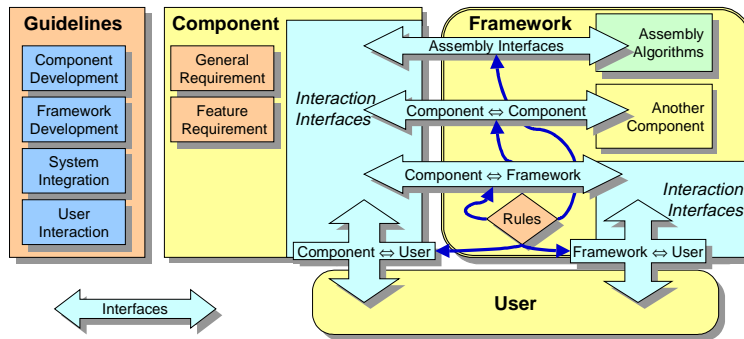 Guidelines
Component
Development
Framework
Development
System
Integration
User
Interaction
Component
General
Requirement
Feature
Requirement
Interaction
Interfaces
Framework
Assembly Interfaces
Assembly
Algorithms
Component ⇔ Component
Another
Component
Component ⇔ Framework
Interaction
Interfaces
Rules
Component ⇔ User
Framework ⇔ User
User
Interfaces